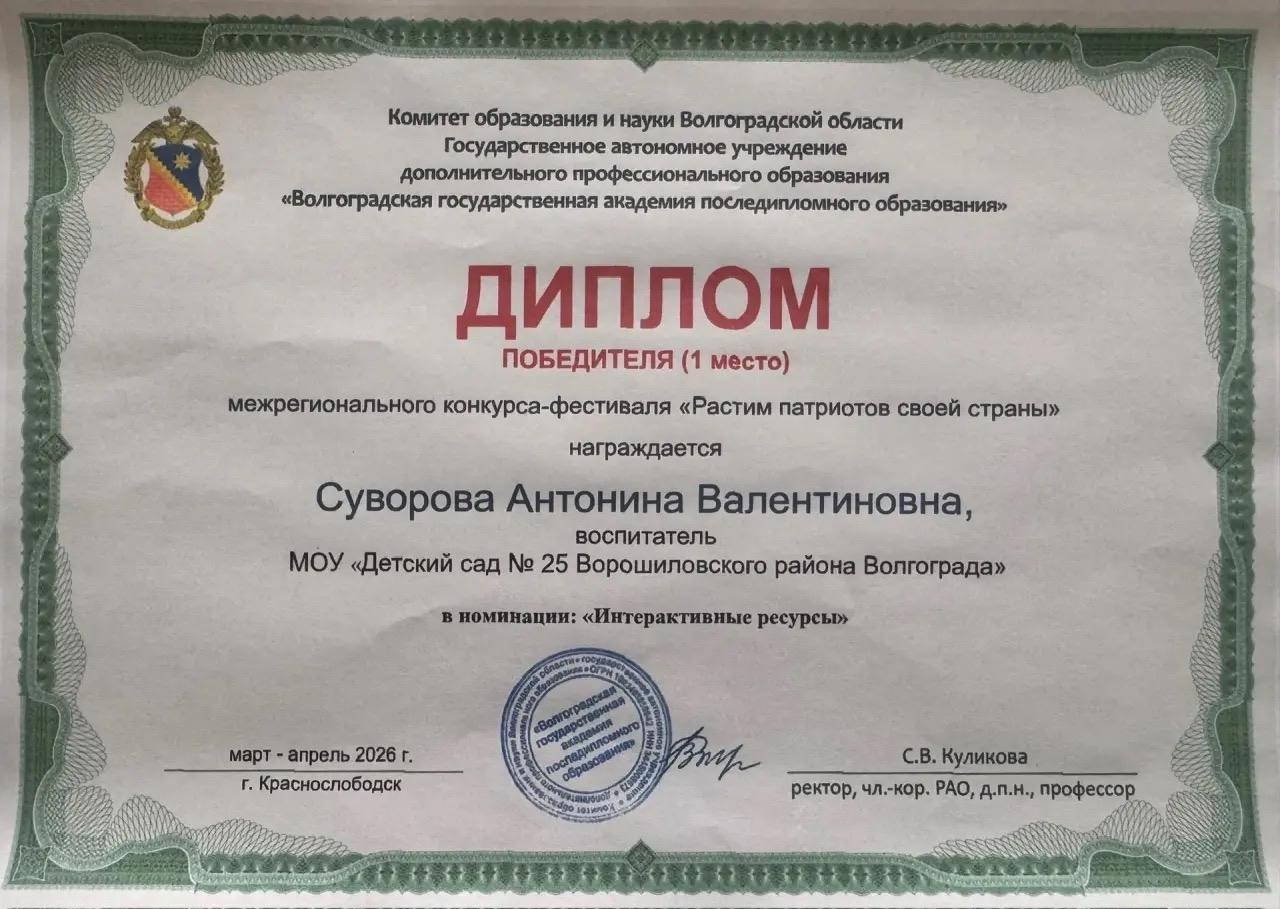 Комитет образования и науки Волгоградской области
Государственное автономное учреждение
дополнительного профессионального образования
«Волгоградская государственная академия последипломного образования»
ДИПЛОМ
ПОБЕДИТЕЛЯ (1 место)
межрегионального конкурса-фестиваля «Растим патриотов своей страны»
награждается
Суворова Антонина Валентиновна,
воспитатель
МОУ «Детский сад № 25 Ворошиловского района Волгограда»
в номинации: «Интерактивные ресурсы»
«Волгоградская
государственная
академия
последипломного
образования»
март - апрель 2026 г.
г. Краснослободск
С.В. Куликова
ректор, чл.-кор. РАО, д.п.н., профессор